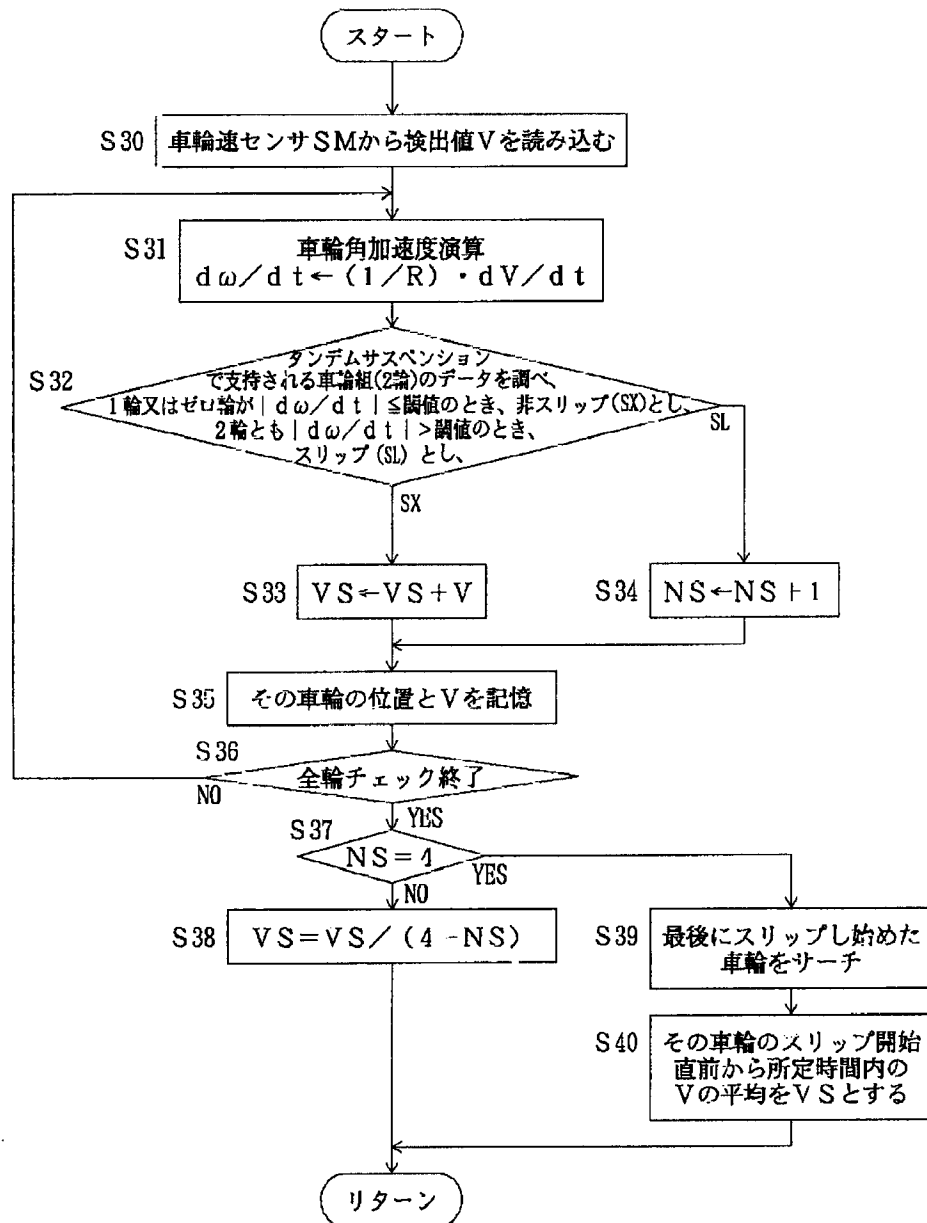 スタート
S30
車輪速センサSMから検出値Vを読み込む
S31
車輪角加速度演算
dω/dt←(1/R)・dV/dt
S32
タンデムサスペンション
で支持される車輪組(2輪)のデータを調べ、
1輪又はゼロ輪が|dω/dt|≦閾値のとき、非スリップ(SX)とし、
2輪とも|dω/dt|>閾値のとき、
スリップ(SL)とし、
SL
SX
S33
VS←VS+V
S34
NS←NS+1
S35
その車輪の位置とVを記憶
S36
全輪チェック終了
NO
YES
S37
NS=4
YES
NO
S38
VS=VS/(4-NS)
S39
最後にスリップし始めた
車輪をサーチ
S40
その車輪のスリップ開始
直前から所定時間内の
Vの平均をVSとする
リターン